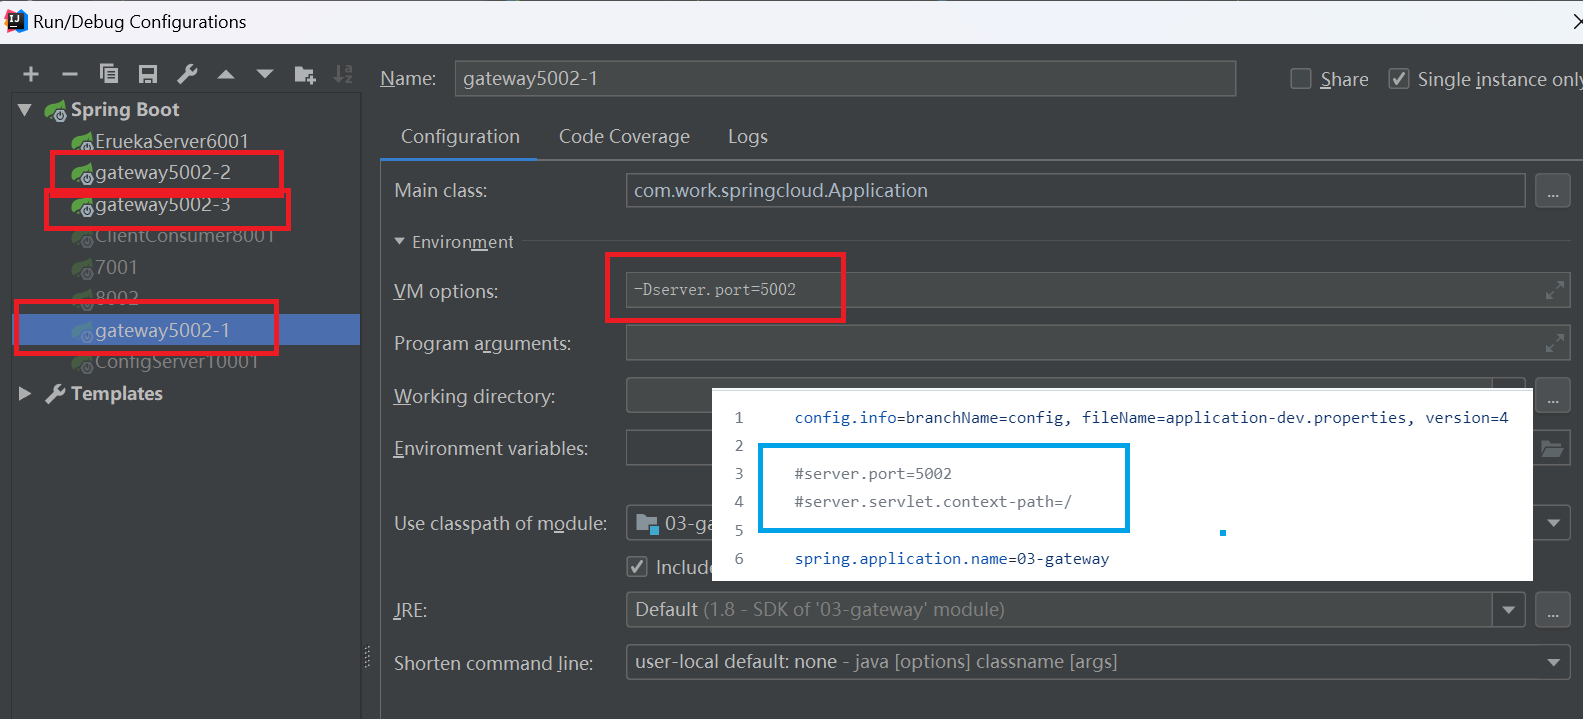 Run/Debug Configurations
Name: gateway5002-1 Share Single instance only
Spring Boot
EruekaServer6001
gateway5002-2
gateway5002-3
ClientConsumer8001
7001
8002
gateway5002-1
ConfigServer10001
Templates
Configuration Code Coverage Logs
Main class: com.work.springcloud.Application ...
Environment
VM options: -Dserver.port=5002
Program arguments:
Working directory: ...
Environment variables:
Use classpath of module: 03-ga
Include
JRE: Default (1.8 - SDK of '03-gateway' module) ...
Shorten command line: user-local default: none - java [options] classname [args]
1 config.info=branchName=config, fileName=application-dev.properties, version=4
2
3 #server.port=5002
4 #server.servlet.context-path=/
5
6 spring.application.name=03-gateway